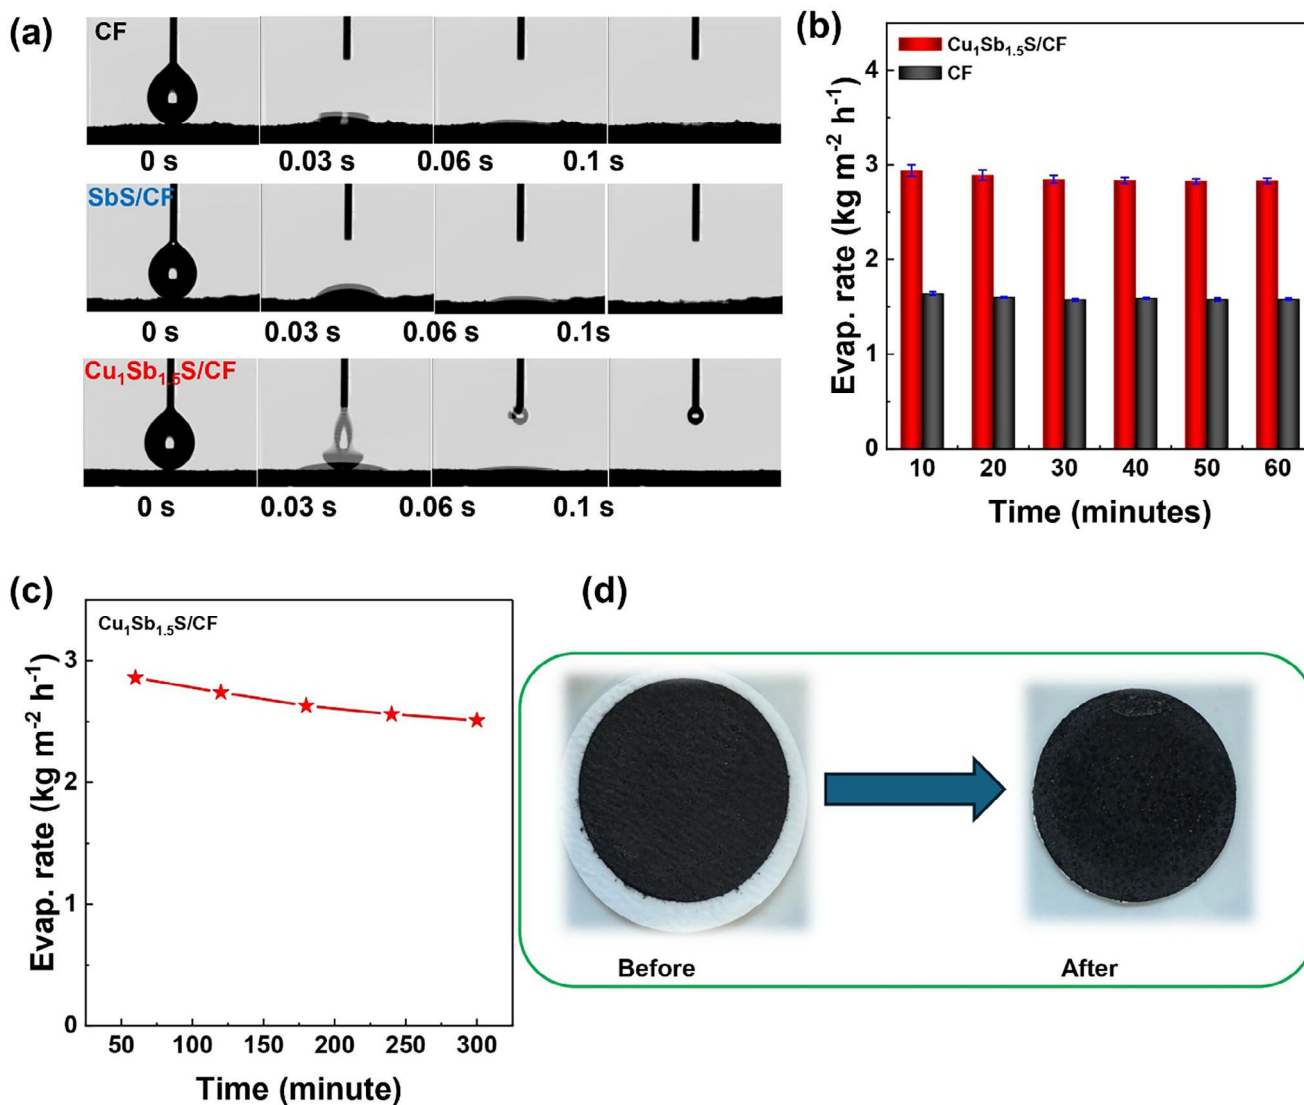 (a)
CF
0 s 0.03 s 0.06 s 0.1 s
SbS/CF
0 s 0.03 s 0.06 s 0.1s
Cu₁Sb₁.₅S/CF
0 s 0.03 s 0.06 s 0.1 s
(b)
Cu₁Sb₁.₅S/CF
CF
Evap. rate (kg m⁻² h⁻¹)
4
3
2
1
0
10 20 30 40 50 60
Time (minutes)
(c)
Cu₁Sb₁.₅S/CF
Evap. rate (kg m⁻² h⁻¹)
3
2
1
0
50 100 150 200 250 300
Time (minute)
(d)
Before
After